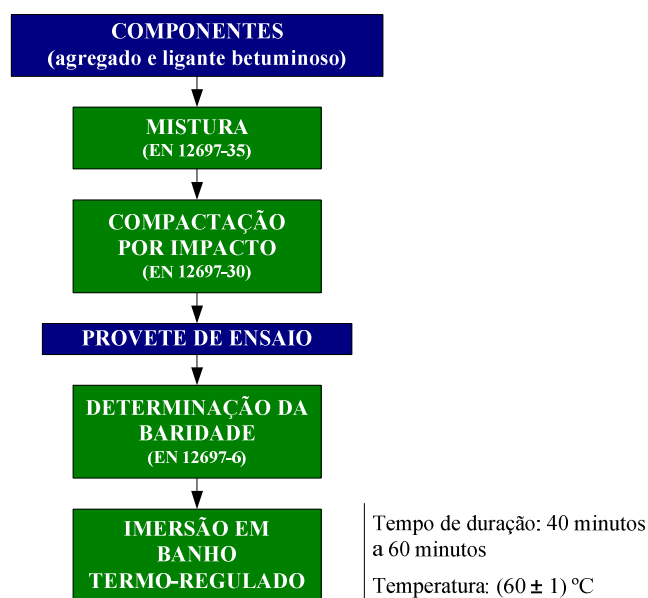 COMPONENTES
(agregado e ligante betuminoso)
MISTURA
(EN 12697-35)
COMPACTAÇÃO
POR IMPACTO
(EN 12697-30)
PROVETE DE ENSAIO
DETERMINAÇÃO DA
BARIDADE
(EN 12697-6)
IMERSÃO EM
BANHO
TERMO-REGULADO
Tempo de duração: 40 minutos
a 60 minutos
Temperatura: (60 ± 1) ºC